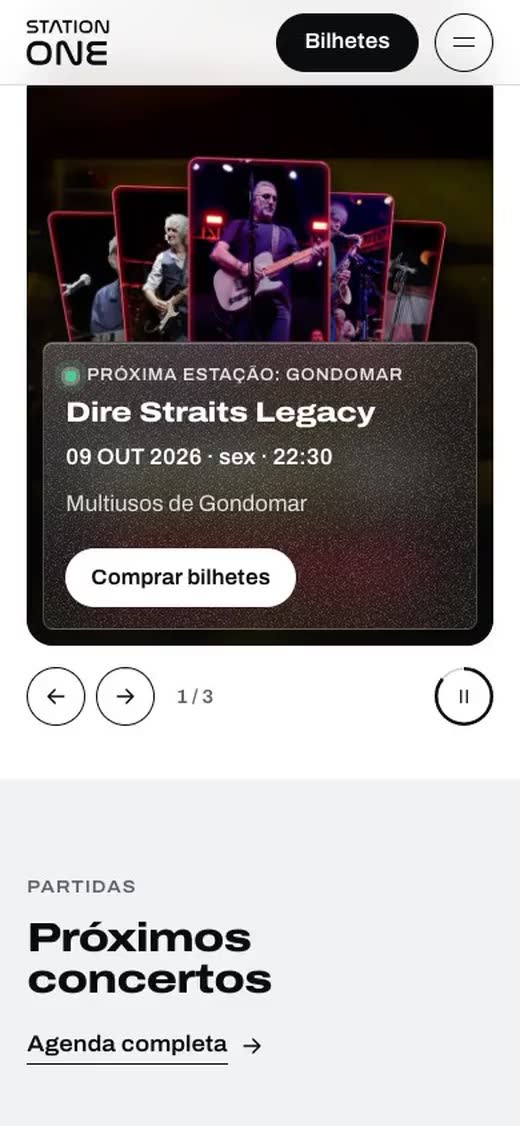 STATION
ONE
Bilhetes
PRÓXIMA ESTAÇÃO: GONDOMAR
Dire Straits Legacy
09 OUT 2026 · sex · 22:30
Multiusos de Gondomar
Comprar bilhetes
1 / 3
PARTIDAS
Próximos
concertos
Agenda completa